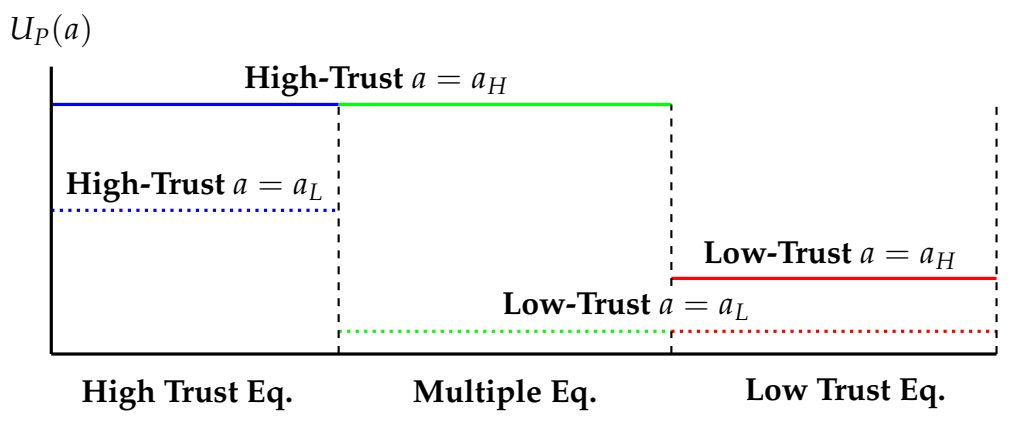 U_P(a)
High-Trust a = a_H
High-Trust a = a_L
Low-Trust a = a_H
Low-Trust a = a_L
High Trust Eq.
Multiple Eq.
Low Trust Eq.